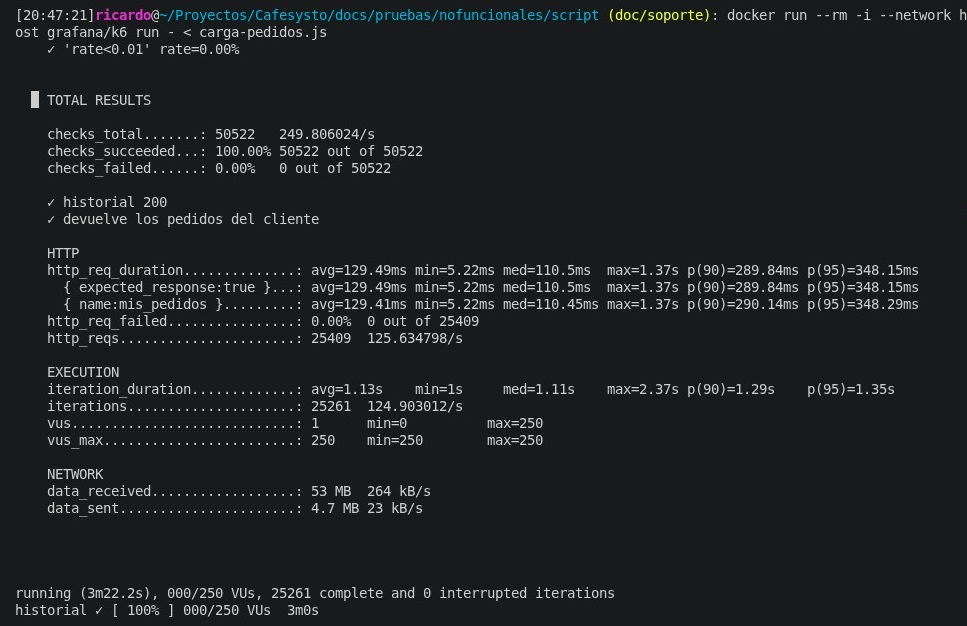 [20:47:21]ricardo@~/Proyectos/Cafesysto/docs/pruebas/nofuncionales/script (doc/soporte): docker run --rm -i --network h
ost grafana/k6 run - < carga-pedidos.js
✓ 'rate<0.01' rate=0.00%
█ TOTAL RESULTS
checks_total.......: 50522   249.806024/s
checks_succeeded...: 100.00% 50522 out of 50522
checks_failed......: 0.00%   0 out of 50522
✓ historial 200
✓ devuelve los pedidos del cliente
HTTP
http_req_duration..............: avg=129.49ms min=5.22ms med=110.5ms  max=1.37s p(90)=289.84ms p(95)=348.15ms
{ expected_response:true }...: avg=129.49ms min=5.22ms med=110.5ms  max=1.37s p(90)=289.84ms p(95)=348.15ms
{ name:mis_pedidos }.........: avg=129.41ms min=5.22ms med=110.45ms max=1.37s p(90)=290.14ms p(95)=348.29ms
http_req_failed................: 0.00%  0 out of 25409
http_reqs......................: 25409  125.634798/s
EXECUTION
iteration_duration.............: avg=1.13s    min=1s     med=1.11s    max=2.37s p(90)=1.29s    p(95)=1.35s
iterations.....................: 25261  124.903012/s
vus............................: 1      min=0          max=250
vus_max........................: 250    min=250        max=250
NETWORK
data_received..................: 53 MB  264 kB/s
data_sent......................: 4.7 MB 23 kB/s
running (3m22.2s), 000/250 VUs, 25261 complete and 0 interrupted iterations
historial ✓ [ 100% ] 000/250 VUs  3m0s